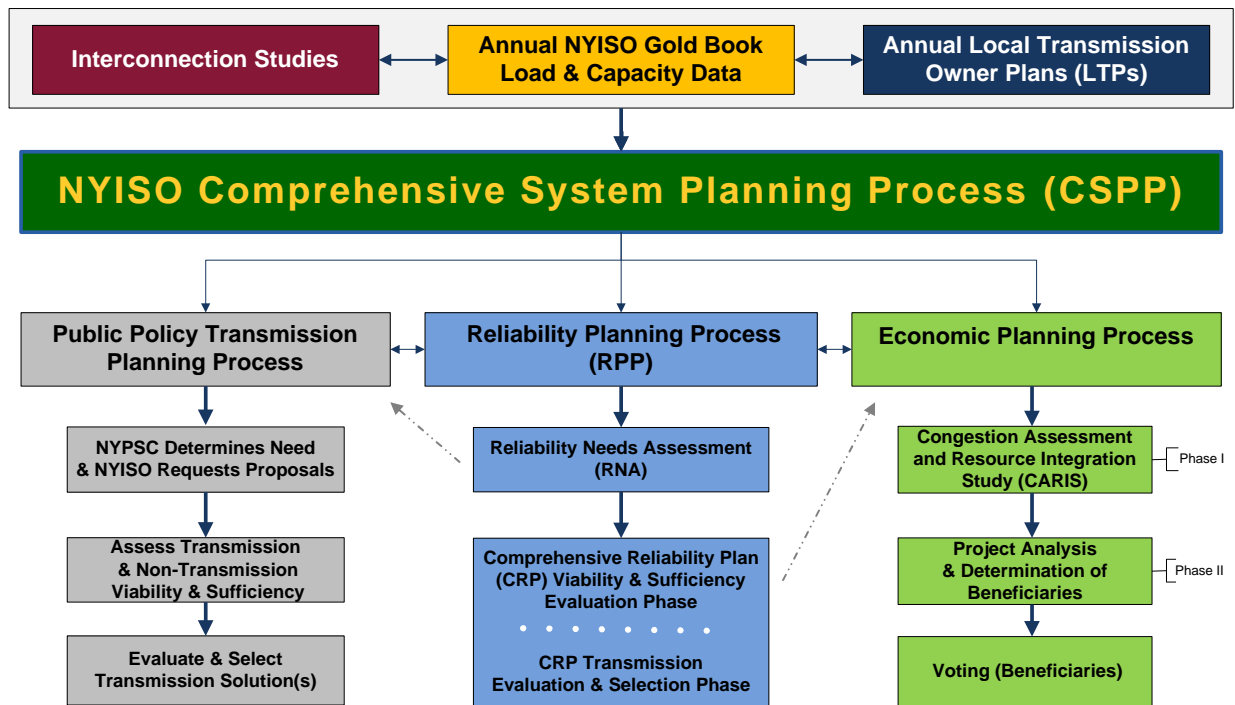 Interconnection Studies
Annual NYISO Gold Book
Load & Capacity Data
Annual Local Transmission
Owner Plans (LTPs)
NYISO Comprehensive System Planning Process (CSPP)
Public Policy Transmission
Planning Process
Reliability Planning Process
(RPP)
Economic Planning Process
NYPSC Determines Need
& NYISO Requests Proposals
Reliability Needs Assessment
(RNA)
Congestion Assessment
and Resource Integration
Study (CARIS)
Phase I
Assess Transmission
& Non-Transmission
Viability & Sufficiency
Comprehensive Reliability Plan
(CRP) Viability & Sufficiency
Evaluation Phase
Project Analysis
& Determination of
Beneficiaries
Phase II
Evaluate & Select
Transmission Solution(s)
CRP Transmission
Evaluation & Selection Phase
Voting (Beneficiaries)